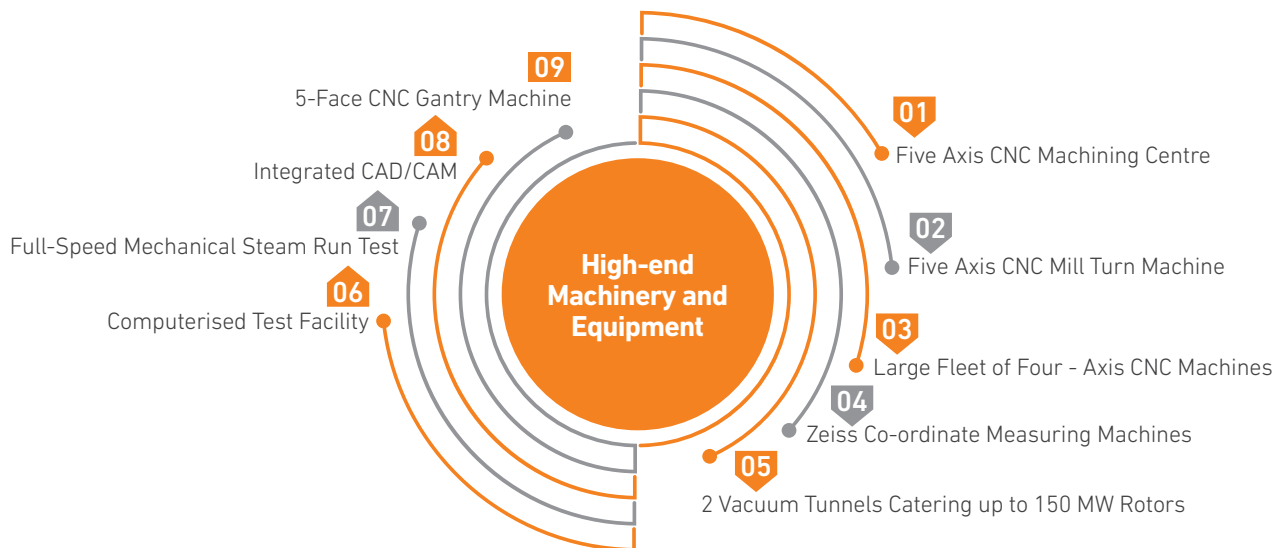 High-end
Machinery and
Equipment
01
Five Axis CNC Machining Centre
02
Five Axis CNC Mill Turn Machine
03
Large Fleet of Four - Axis CNC Machines
04
Zeiss Co-ordinate Measuring Machines
05
2 Vacuum Tunnels Catering up to 150 MW Rotors
06
Computerised Test Facility
07
Full-Speed Mechanical Steam Run Test
08
Integrated CAD/CAM
09
5-Face CNC Gantry Machine